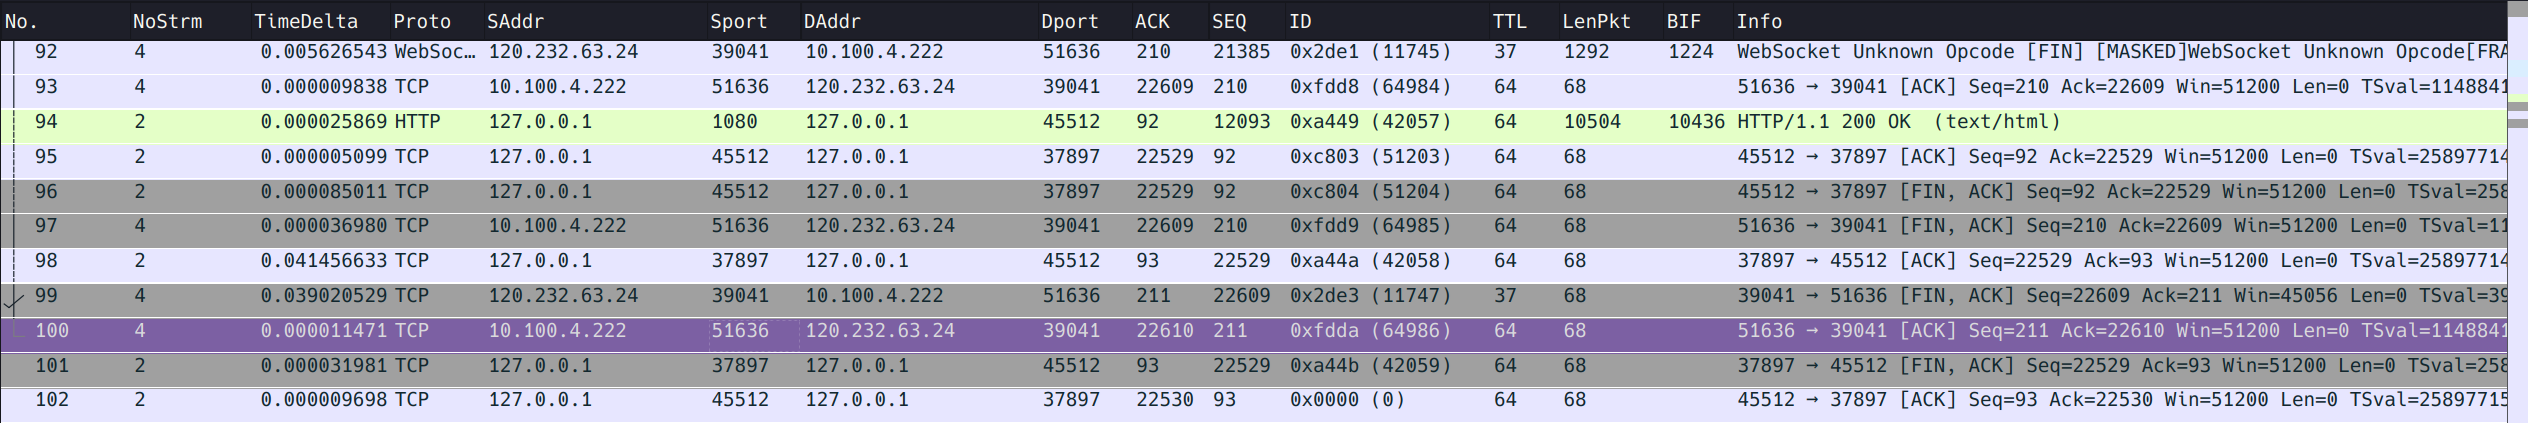 No. NoStrm TimeDelta Proto SAddr Sport DAddr Dport ACK SEQ ID TTL LenPkt BIF Info
92 4 0.005626543 WebSoc… 120.232.63.24 39041 10.100.4.222 51636 210 21385 0x2de1 (11745) 37 1292 1224 WebSocket Unknown Opcode [FIN] [MASKED]WebSocket Unknown Opcode[FRA
93 4 0.000009838 TCP 10.100.4.222 51636 120.232.63.24 39041 22609 210 0xfdd8 (64984) 64 68 51636 → 39041 [ACK] Seq=210 Ack=22609 Win=51200 Len=0 TSval=1148841
94 2 0.000025869 HTTP 127.0.0.1 1080 127.0.0.1 45512 92 12093 0xa449 (42057) 64 10504 10436 HTTP/1.1 200 OK (text/html)
95 2 0.000005099 TCP 127.0.0.1 45512 127.0.0.1 37897 22529 92 0xc803 (51203) 64 68 45512 → 37897 [ACK] Seq=92 Ack=22529 Win=51200 Len=0 TSval=25897714
96 2 0.000085011 TCP 127.0.0.1 45512 127.0.0.1 37897 22529 92 0xc804 (51204) 64 68 45512 → 37897 [FIN, ACK] Seq=92 Ack=22529 Win=51200 Len=0 TSval=258
97 4 0.000036980 TCP 10.100.4.222 51636 120.232.63.24 39041 22609 210 0xfdd9 (64985) 64 68 51636 → 39041 [FIN, ACK] Seq=210 Ack=22609 Win=51200 Len=0 TSval=11
98 2 0.041456633 TCP 127.0.0.1 37897 127.0.0.1 45512 93 22529 0xa44a (42058) 64 68 37897 → 45512 [ACK] Seq=22529 Ack=93 Win=51200 Len=0 TSval=25897714
99 4 0.039020529 TCP 120.232.63.24 39041 10.100.4.222 51636 211 22609 0x2de3 (11747) 37 68 39041 → 51636 [FIN, ACK] Seq=22609 Ack=211 Win=45056 Len=0 TSval=39
100 4 0.000011471 TCP 10.100.4.222 51636 120.232.63.24 39041 22610 211 0xfdda (64986) 64 68 51636 → 39041 [ACK] Seq=211 Ack=22610 Win=51200 Len=0 TSval=1148841
101 2 0.000031981 TCP 127.0.0.1 37897 127.0.0.1 45512 93 22529 0xa44b (42059) 64 68 37897 → 45512 [FIN, ACK] Seq=22529 Ack=93 Win=51200 Len=0 TSval=258
102 2 0.000009698 TCP 127.0.0.1 45512 127.0.0.1 37897 22530 93 0x0000 (0) 64 68 45512 → 37897 [ACK] Seq=93 Ack=22530 Win=51200 Len=0 TSval=25897715